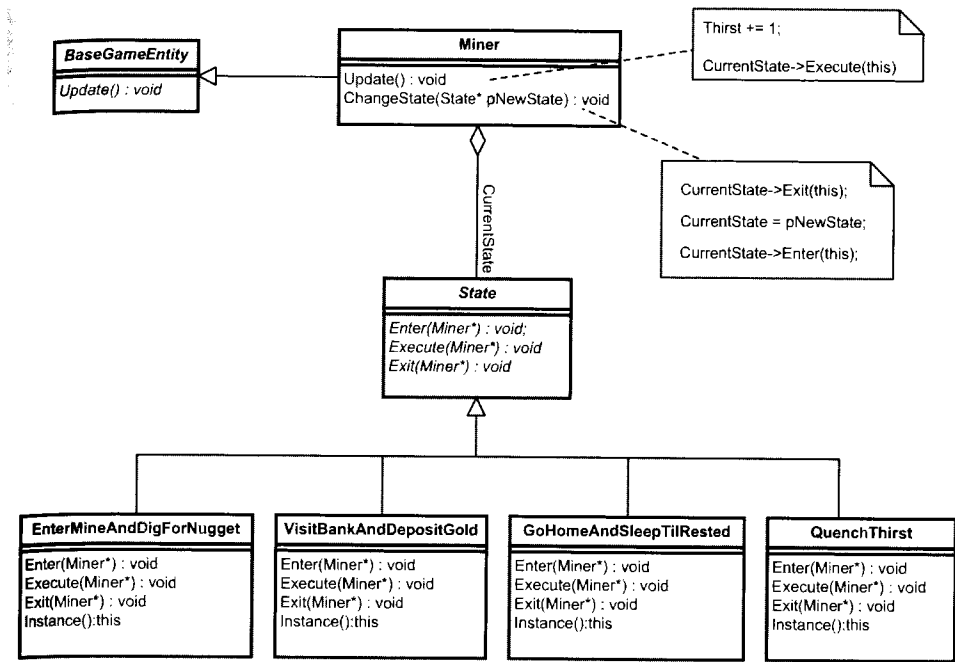 BaseGameEntity
Update() : void
Miner
Update() : void
ChangeState(State* pNewState) : void
Thirst += 1;
CurrentState->Execute(this)
CurrentState->Exit(this);
CurrentState = pNewState;
CurrentState->Enter(this);
CurrentState
State
Enter(Miner*) : void;
Execute(Miner*) : void
Exit(Miner*) : void
EnterMineAndDigForNugget
Enter(Miner*) : void
Execute(Miner*) : void
Exit(Miner*) : void
Instance():this
VisitBankAndDepositGold
Enter(Miner*) : void
Execute(Miner*) : void
Exit(Miner*) : void
Instance():this
GoHomeAndSleepTilRested
Enter(Miner*) : void
Execute(Miner*) : void
Exit(Miner*) : void
Instance():this
QuenchThirst
Enter(Miner*) : void
Execute(Miner*) : void
Exit(Miner*) : void
Instance():this